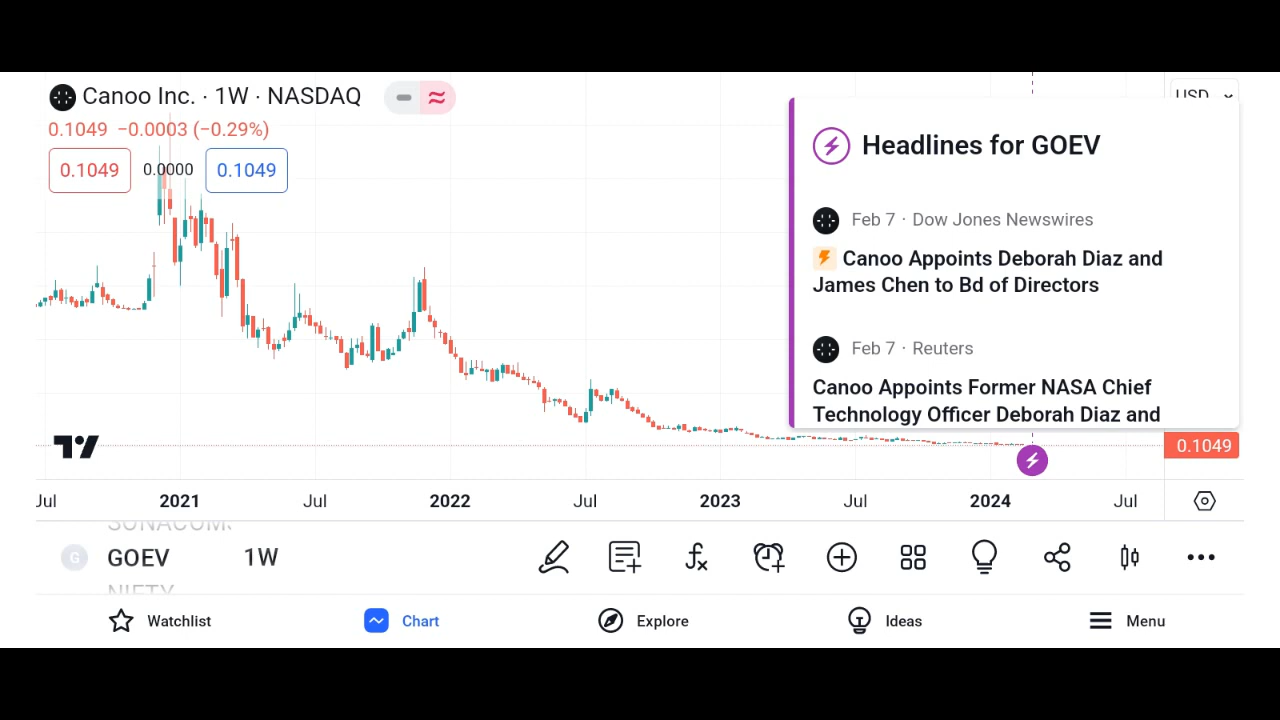 Canoo Inc. · 1W · NASDAQ
0.1049 −0.0003 (−0.29%)
0.1049 0.0000 0.1049
USD
Headlines for GOEV
Feb 7 · Dow Jones Newswires
Canoo Appointsts Deborah Diaz and
James Chen to Bd of Directors
Feb 7 · Reuters
Canoo Appoints Former NASA Chief
Technology Officer Deborah Diaz and
0.1049
Jul 2021 Jul 2022 Jul 2023 Jul 2024 Jul
G GOEV 1W
NIFTY
Watchlist Chart Explore Ideas Menu